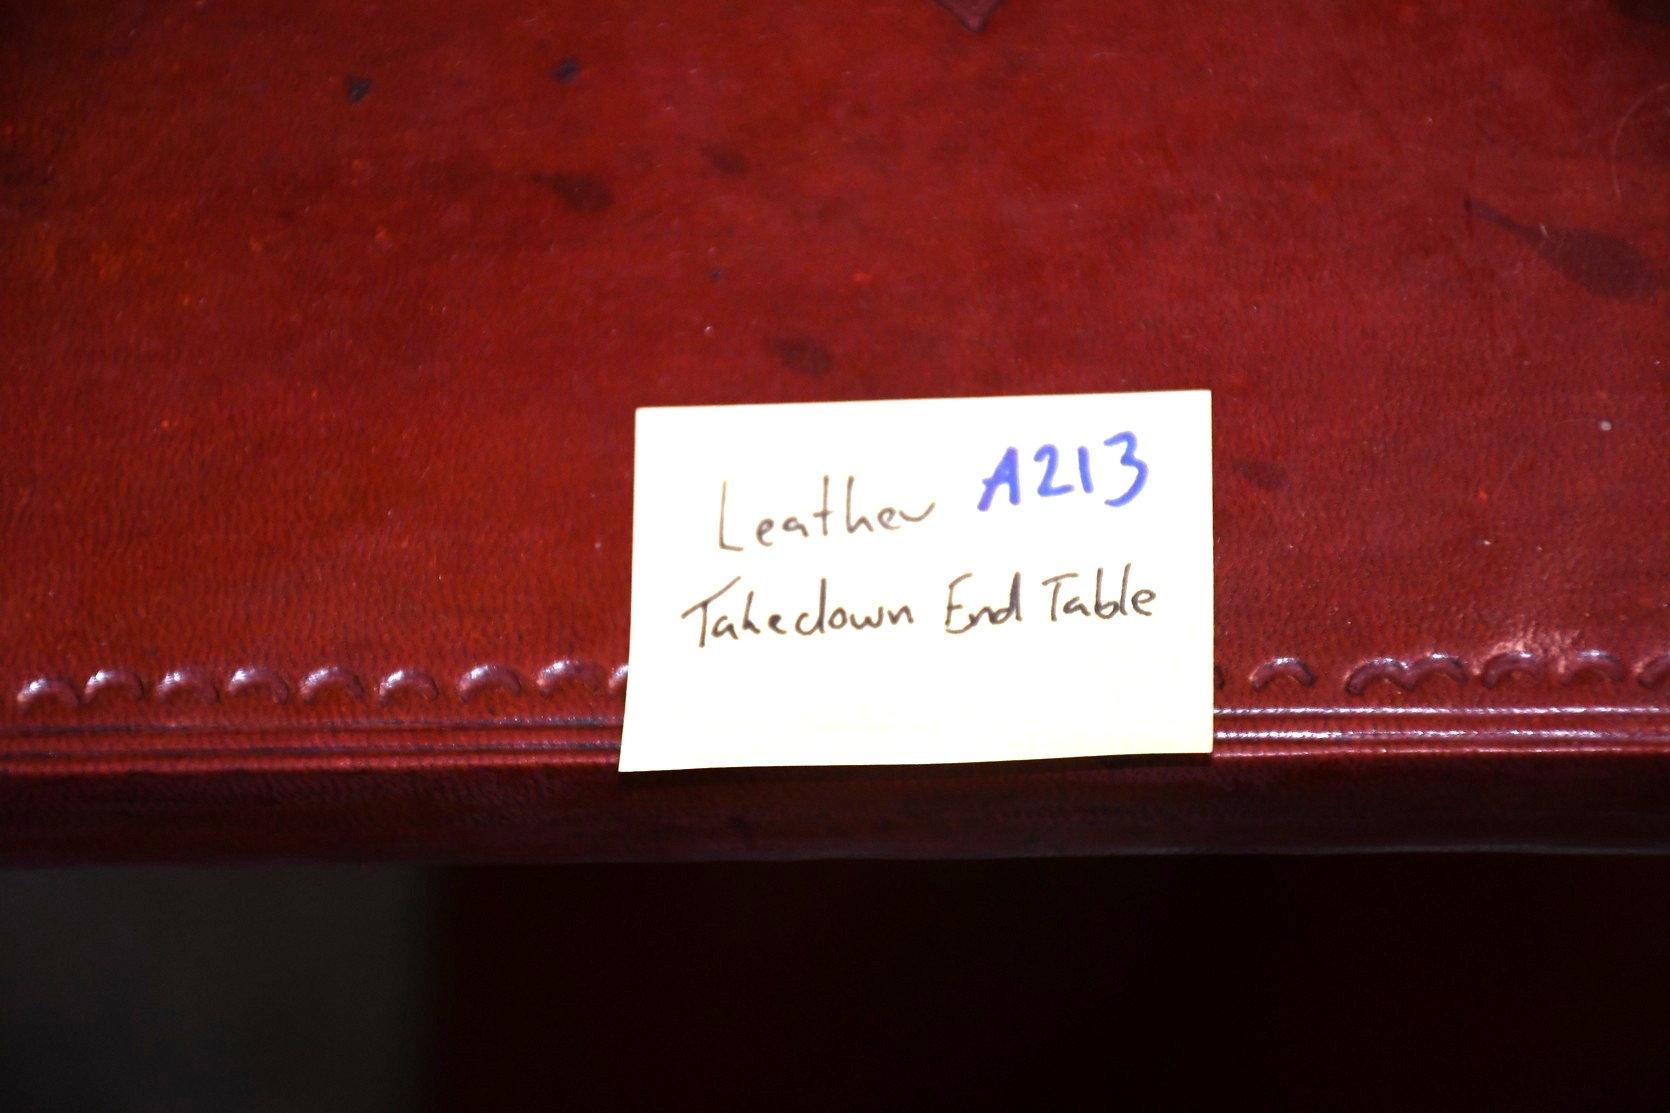 Leather A213
Takedown End Table